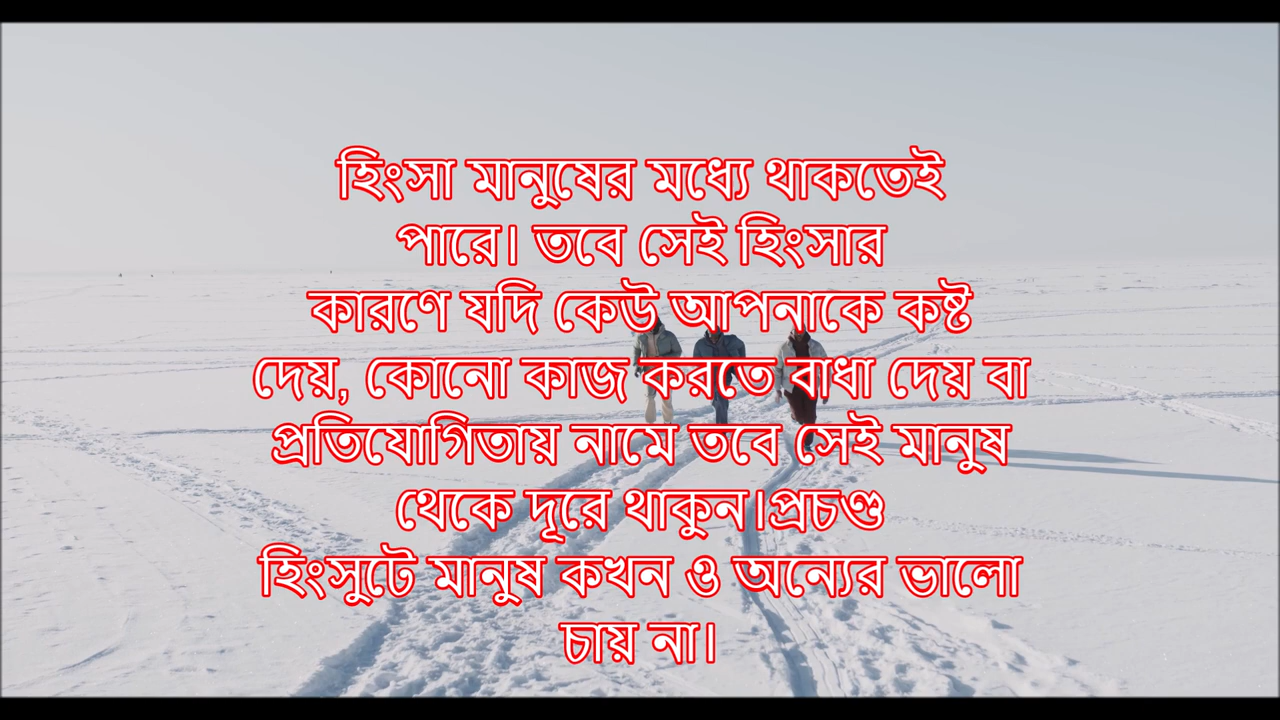 হিংসা মানুষের মধ্যে থাকতেই
পারে। তবে সেই হিংসার
কারণে যদি কেউ আপনাকে কষ্ট
দেয়, কোনো কাজ করতে বাধা দেয় বা
প্রতিযোগিতায় নামে তবে সেই মানুষ
থেকে দূরে থাকুন।প্রচণ্ড
হিংসুটে মানুষ কখন ও অন্যের ভালো
চায় না।